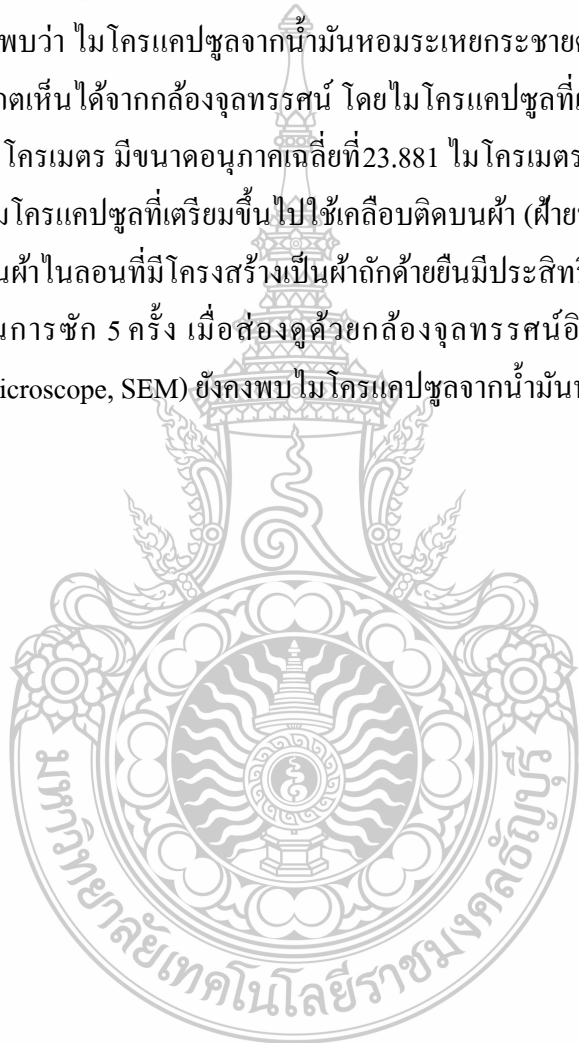 พบว่า ไมโครแคปซูลจากน้ำมันหอมระเหยกระชาย
เห็นได้จากกล้องจุลทรรศน์ โดยไมโครแคปซูลที่
โครเมตร มีขนาดอนุภาคเฉลี่ยที่23.881 ไมโครเมตร
โครแคปซูลที่เตรียมขึ้นไปใช้เคลือบติดบนผ้า (ฝ้าย
ผ้าไนลอนที่มีโครงสร้างเป็นผ้าถักด้ายยืนมีประสิทธิ
นการซัก 5 ครั้ง เมื่อส่องดูด้วยกล้องจุลทรรศน์อิ
icroscope, SEM) ยังคงพบไมโครแคปซูลจากน้ำมัน
มหาวิทยาลัยเทคโนโลยีราชมงคลธัญบุรี